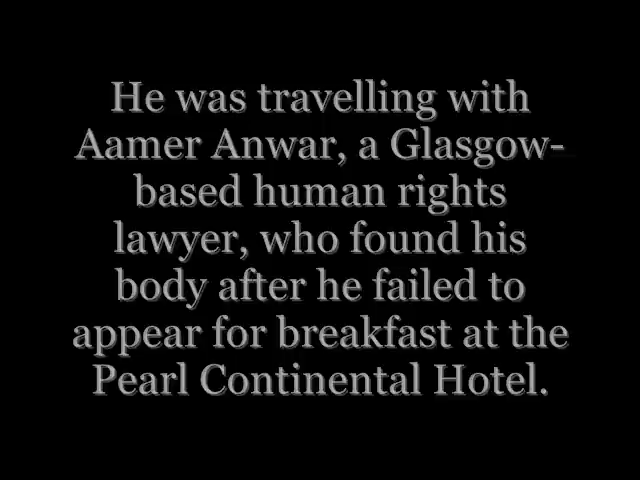 He was travelling with
Aamer Anwar, a Glasgow-
based human rights
lawyer, who found his
body after he failed to
appear for breakfast at the
Pearl Continental Hotel.